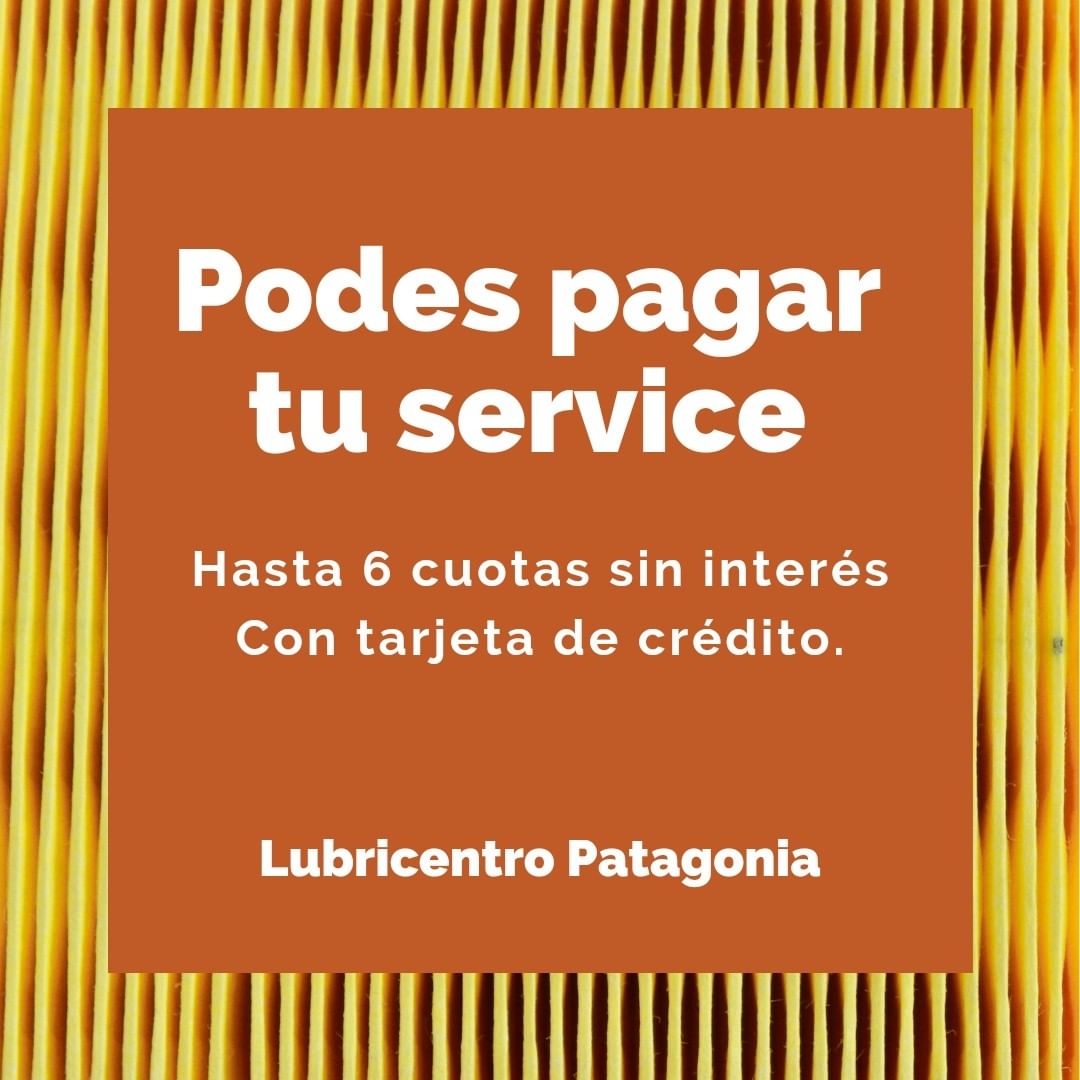 Podes pagar
tu service
Hasta 6 cuotas sin interés
Con tarjeta de crédito.
Lubricentro Patagonia